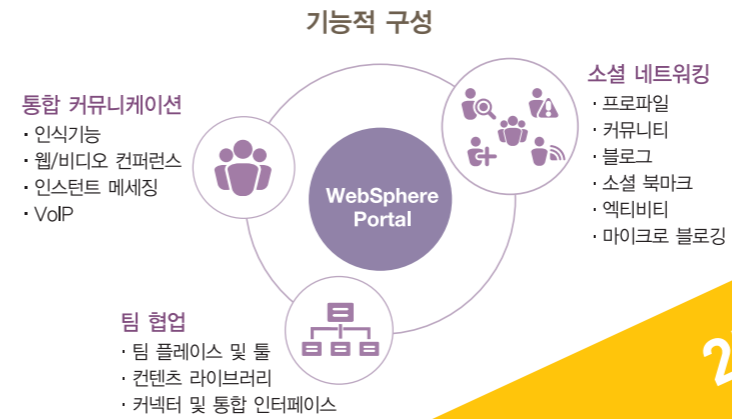 기능적 구성
통합 커뮤니케이션
· 인식기능
· 웹/비디오 컨퍼런스
· 인스턴트 메세징
· VoIP
WebSphere
Portal
소셜 네트워킹
· 프로파일
· 커뮤니티
· 블로그
· 소셜 북마크
· 엑티비티
· 마이크로 블로깅
팀 협업
· 팀 플레이스 및 툴
· 컨텐츠 라이브러리
· 커넥터 및 통합 인터페이스
2